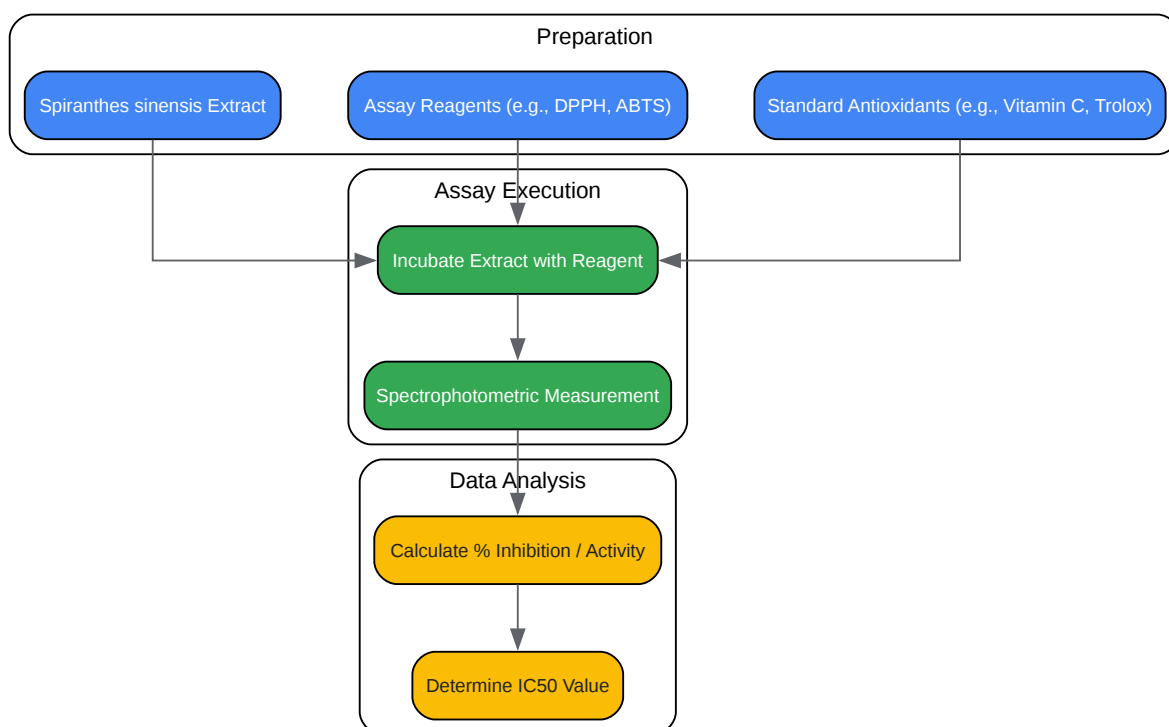 Preparation
Spiranthes sinensis Extract
Assay Reagents (e.g., DPPH, ABTS)
Standard Antioxidants (e.g., Vitamin C, Trolox)
Assay Execution
Incubate Extract with Reagent
Spectrophotometric Measurement
Data Analysis
Calculate % Inhibition / Activity
Determine IC50 Value